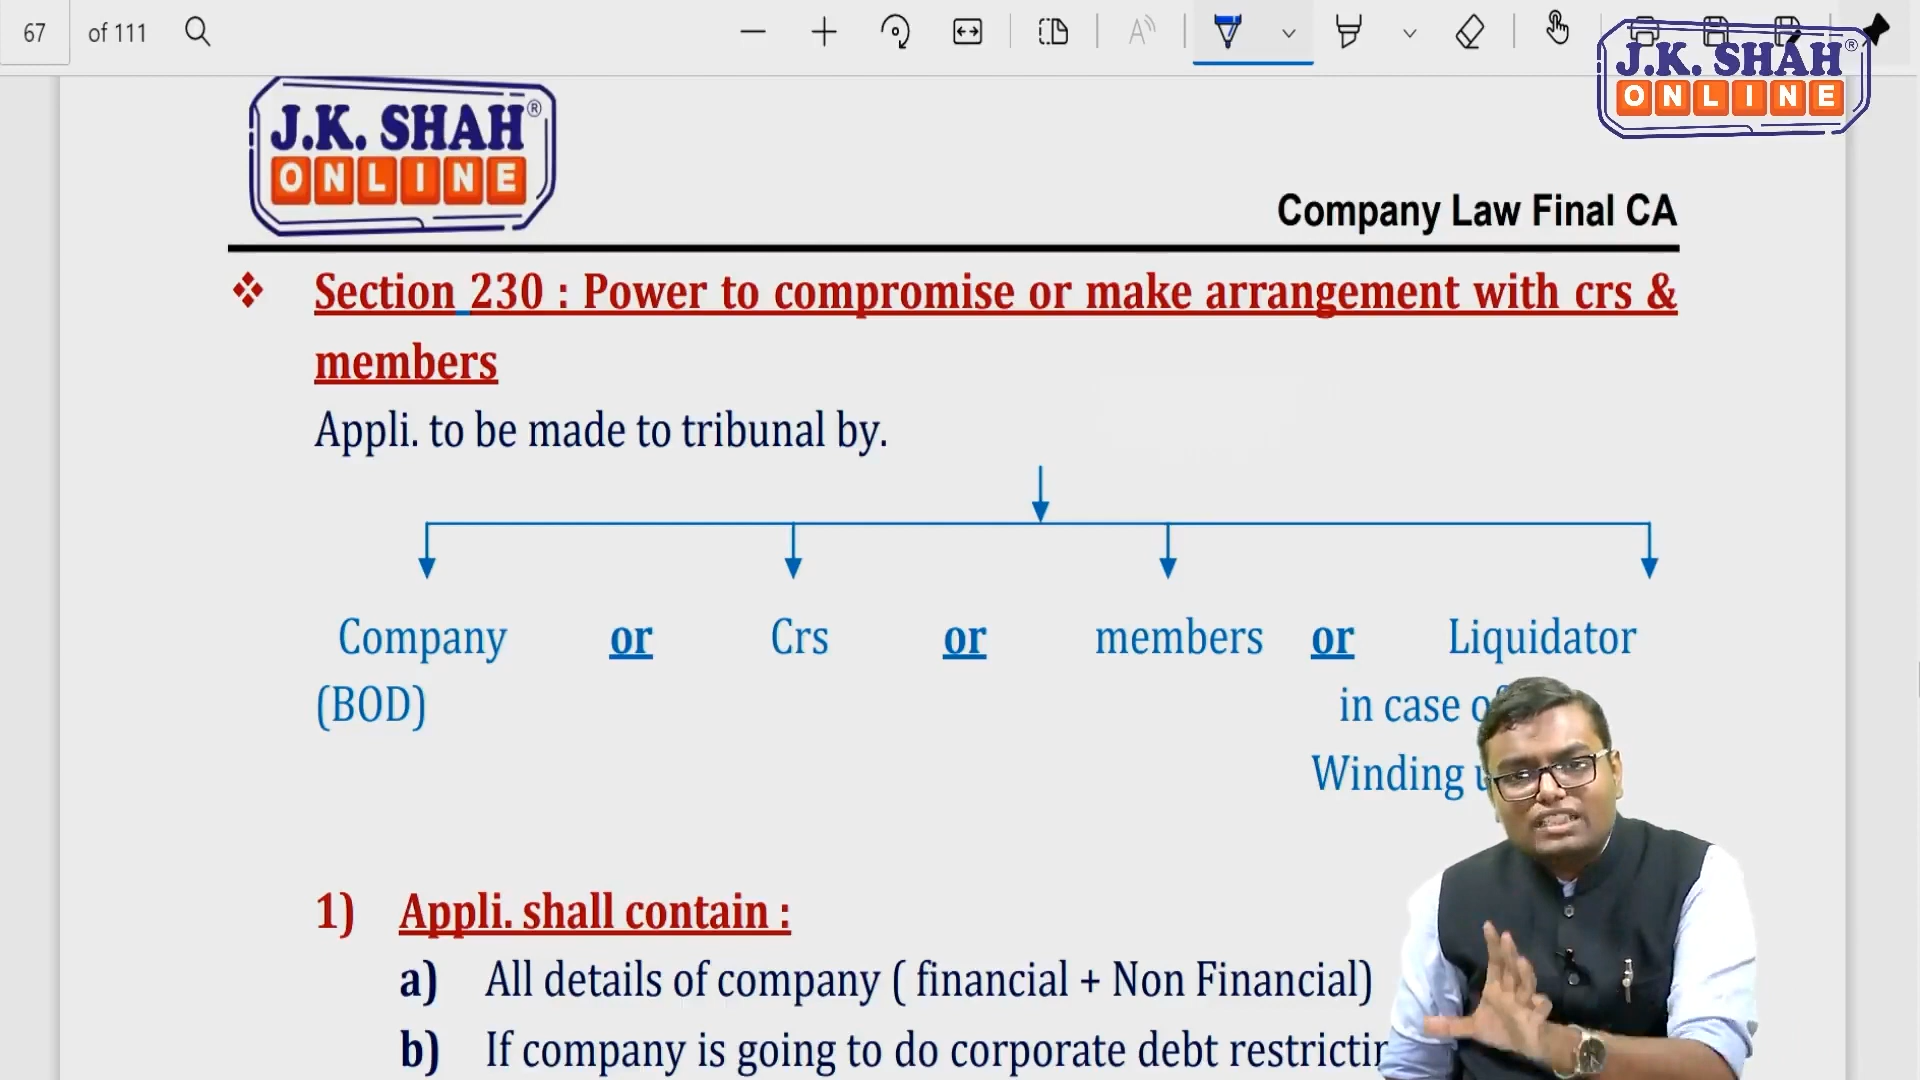 67 of 111
J.K. SHAH®
ONLINE
J.K. SHAH®
ONLINE
Company Law Final CA
❖ Section 230 : Power to compromise or make arrangement with crs &
members
Appli. to be made to tribunal by.
Company or Crs or members or Liquidator
(BOD) in case
Winding
1) Appli. shall contain :
a) All details of company ( financial + Non Financial)
b) If company is going to do corporate debt